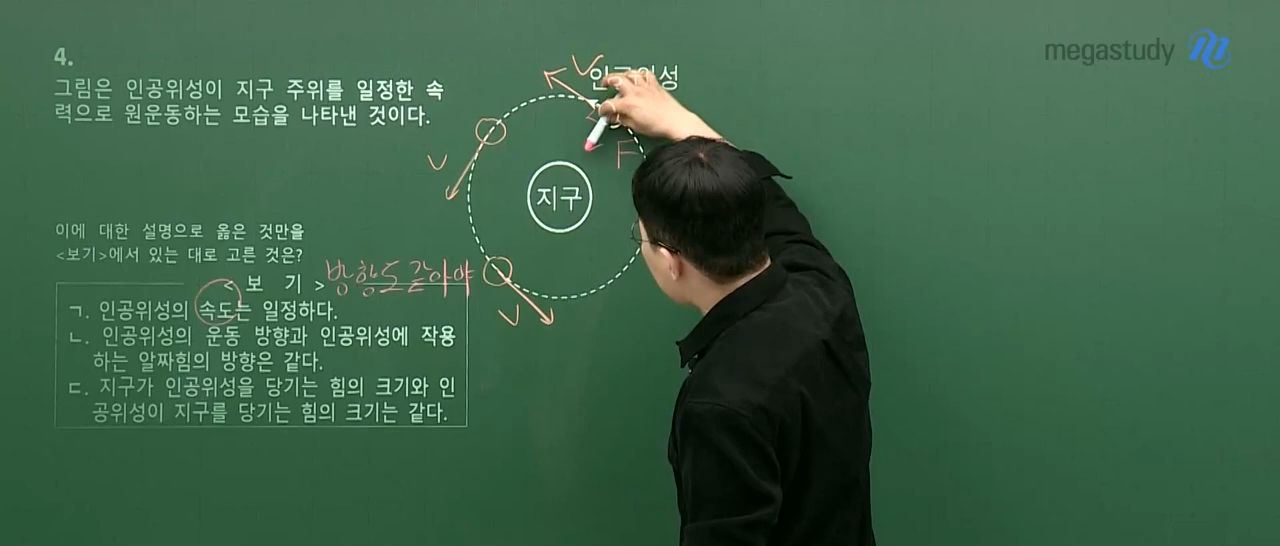 megastudy
4.
그림은 인공위성이 지구 주위를 일정한 속
력으로 원운동하는 모습을 나타낸 것이다.
V
인공위성
F
V
지구
이에 대한 설명으로 옳은 것만을
<보기>에서 있는 대로 고른 것은?
< 보 기 > 방향도 같아야
V
ㄱ. 인공위성의 속도는 일정하다.
ㄴ. 인공위성의 운동 방향과 인공위성에 작용
하는 알짜힘의 방향은 같다.
ㄷ. 지구가 인공위성을 당기는 힘의 크기와 인
공위성이 지구를 당기는 힘의 크기는 같다.